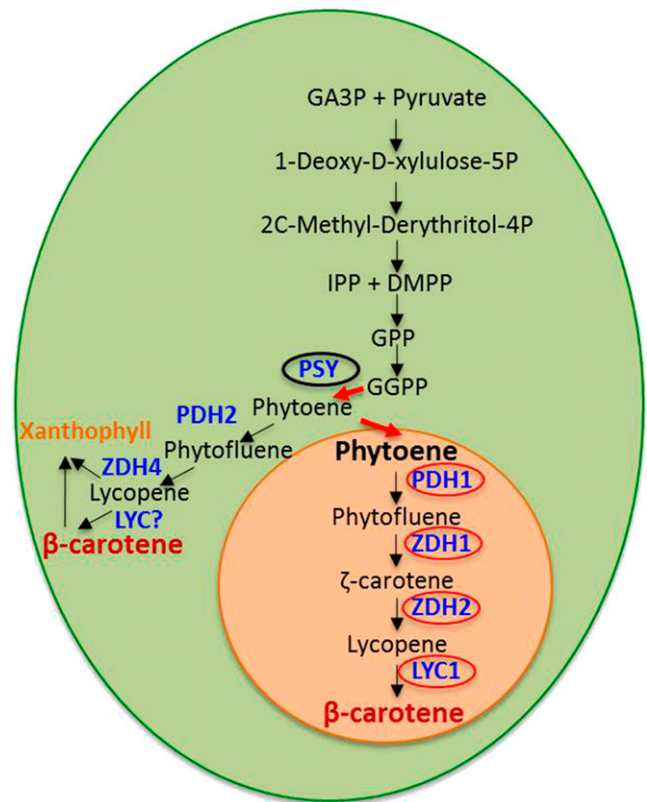 GA3P + Pyruvate
1-Deoxy-D-xylulose-5P
2C-Methyl-Derythritol-4P
IPP + DMPP
GPP
PSY
GGPP
Phytoene
PDH2
Xanthophyll
Phytofluene
ZDH4
Lycopene
LYC?
β-carotene
Phytoene
PDH1
Phytofluene
ZDH1
ζ-carotene
ZDH2
Lycopene
LYC1
β-carotene